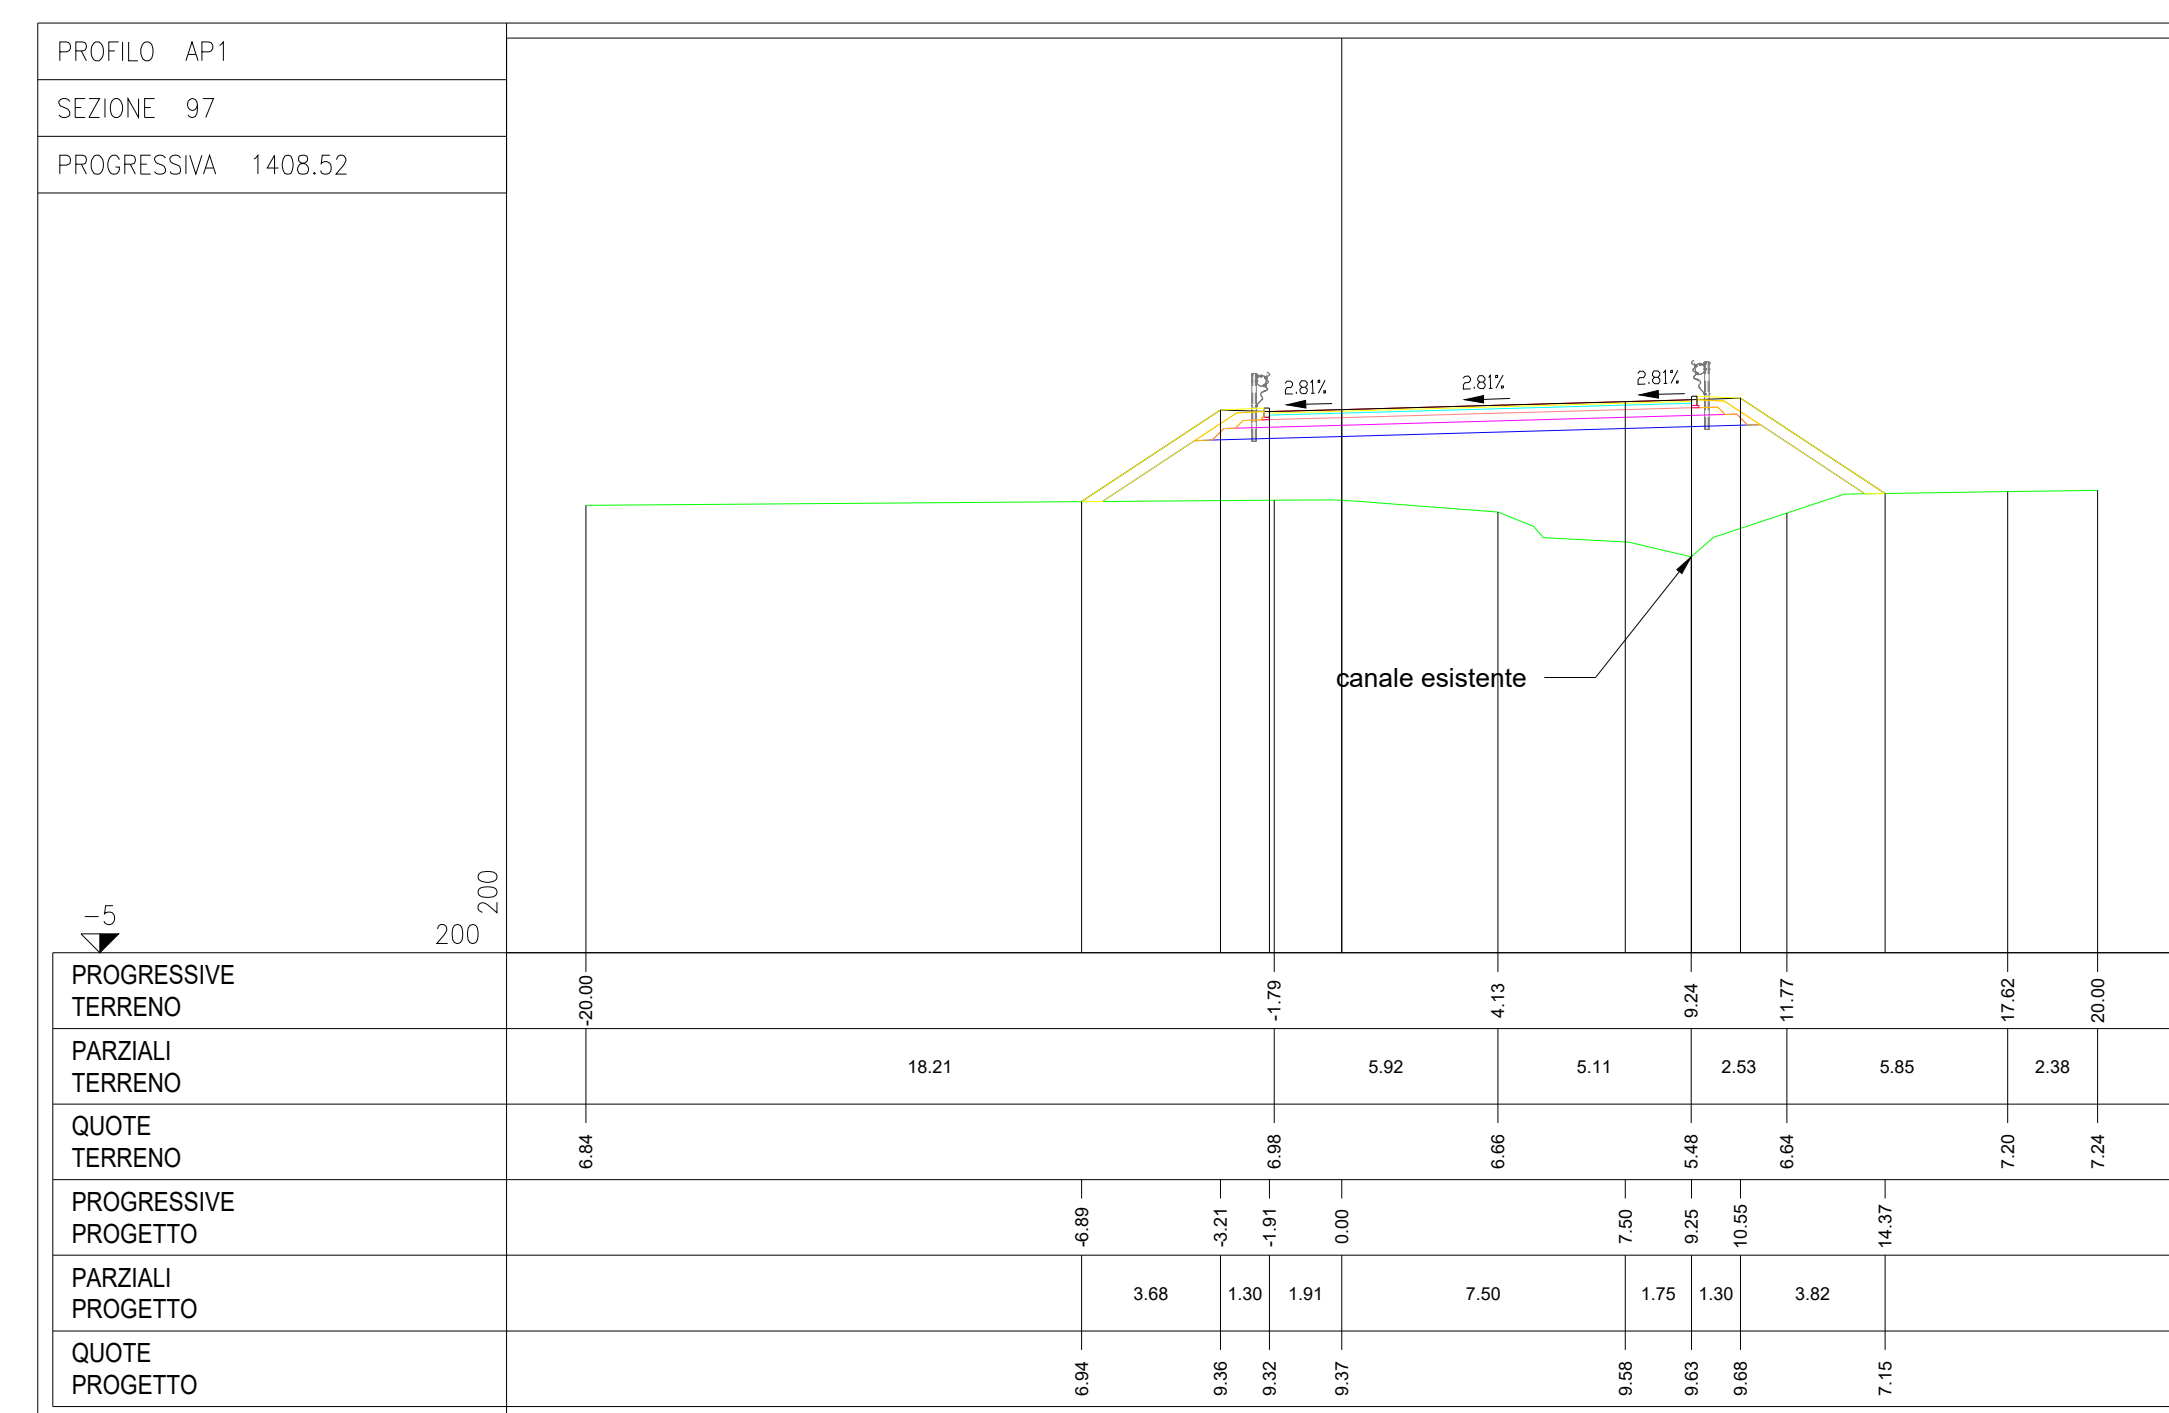 PROFILO AP1
SEZIONE 97
PROGRESSIVA 1408.52
2.81% 2.81% 2.81%
canale esistente
200
-5
200
PROGRESSIVE
TERRENO
-20.00 -1.79 4.13 9.24 11.77 17.62 20.00
PARZIALI
TERRENO
18.21 5.92 5.11 2.53 5.85 2.38
QUOTE
TERRENO
6.84 6.98 6.66 5.48 6.64 7.20 7.24
PROGRESSIVE
PROGETTO
-6.89 -3.21 -1.91 0.00 7.50 9.25 10.55 14.37
PARZIALI
PROGETTO
3.68 1.30 1.91 7.50 1.75 1.30 3.82
QUOTE
PROGETTO
6.94 9.36 9.32 9.37 9.58 9.63 9.68 7.15